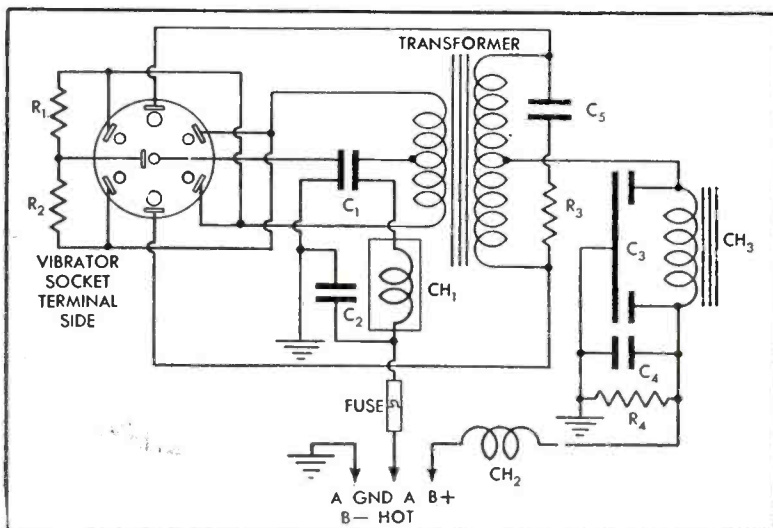 TRANSFORMER
R1
R2
VIBRATOR
SOCKET
TERMINAL
SIDE
C1
C2
CH1
C5
R3
C3
CH3
C4
R4
FUSE
CH2
A GND A B+
B— HOT